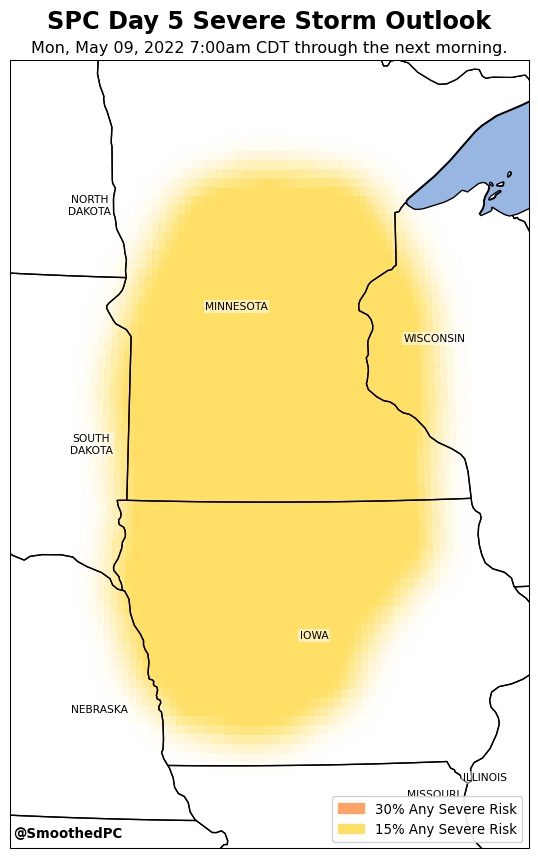 SPC Day 5 Severe Storm Outlook
Mon, May 09, 2022 7:00am CDT through the next morning.
NORTH
DAKOTA
MINNESOTA
WISCONSIN
SOUTH
DAKOTA
IOWA
NEBRASKA
ILLINOIS
MISSOURI
30% Any Severe Risk
15% Any Severe Risk
@SmoothedPC